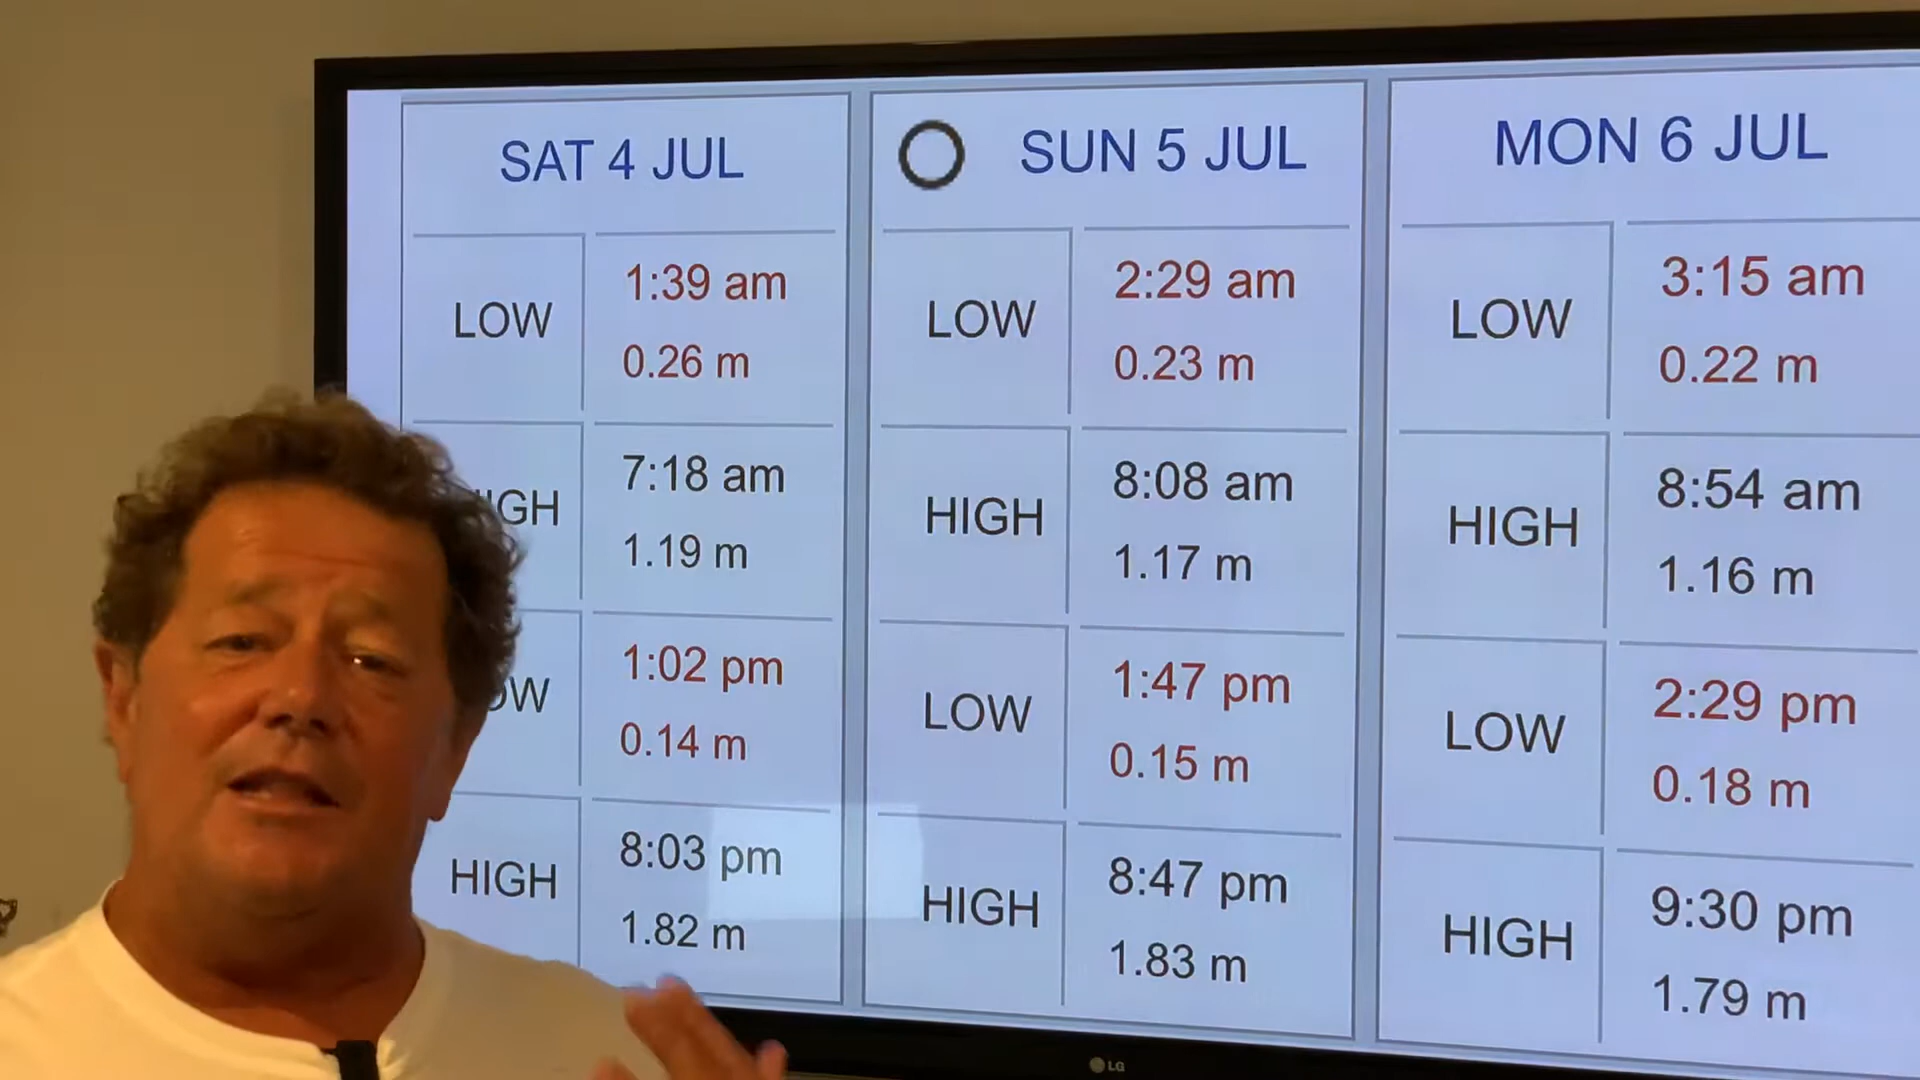 SAT 4 JUL
LOW
1:39 am
0.26 m
7:18 am
1.19 m
1:02 pm
0.14 m
HIGH
8:03 pm
1.82 m
SUN 5 JUL
LOW
2:29 am
0.23 m
HIGH
8:08 am
1.17 m
LOW
1:47 pm
0.15 m
HIGH
8:47 pm
1.83 m
MON 6 JUL
LOW
3:15 am
0.22 m
HIGH
8:54 am
1.16 m
LOW
2:29 pm
0.18 m
HIGH
9:30 pm
1.79 m
LG